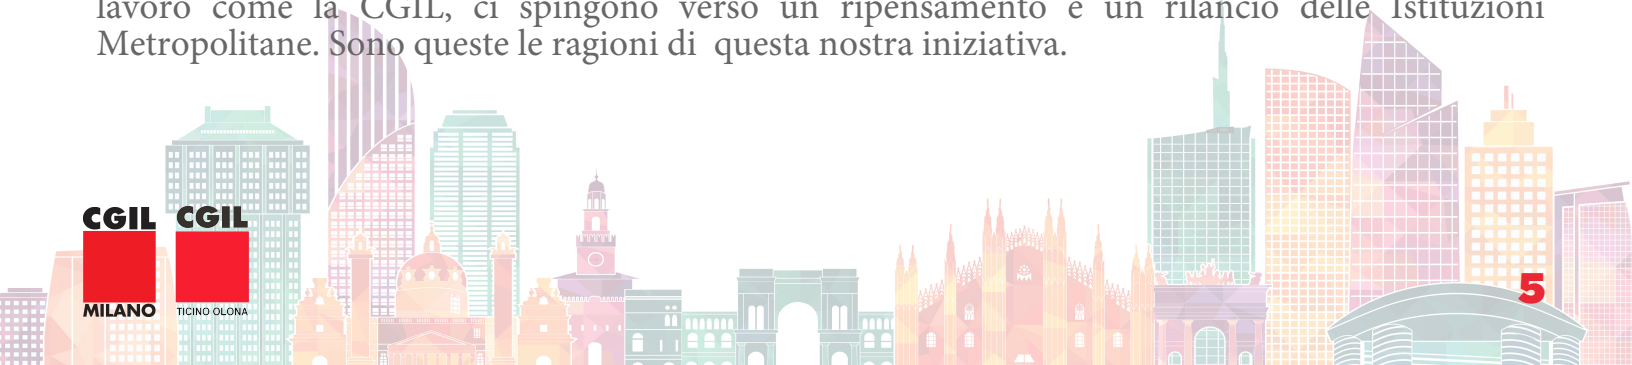 lavoro come la CGIL, ci spingono verso un ripensamento e un rilancio delle Istituzioni
Metropolitane. Sono queste le ragioni di questa nostra iniziativa.
CGIL CGIL
MILANO TICINO OLONA
5